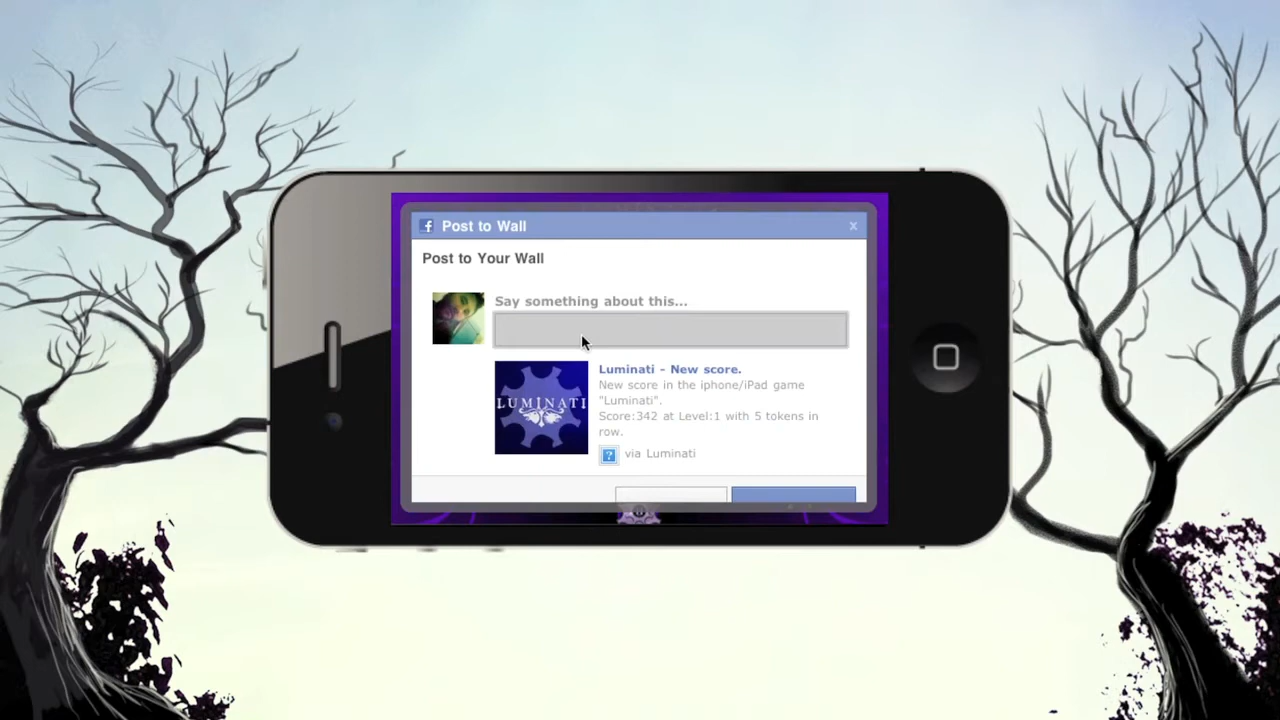 f Post to Wall x
Post to Your Wall
Say something about this...
LUMINATI
Luminati - New score.
New score in the iphone/iPad game
"Luminati".
Score:342 at Level:1 with 5 tokens in
row.
? via Luminati